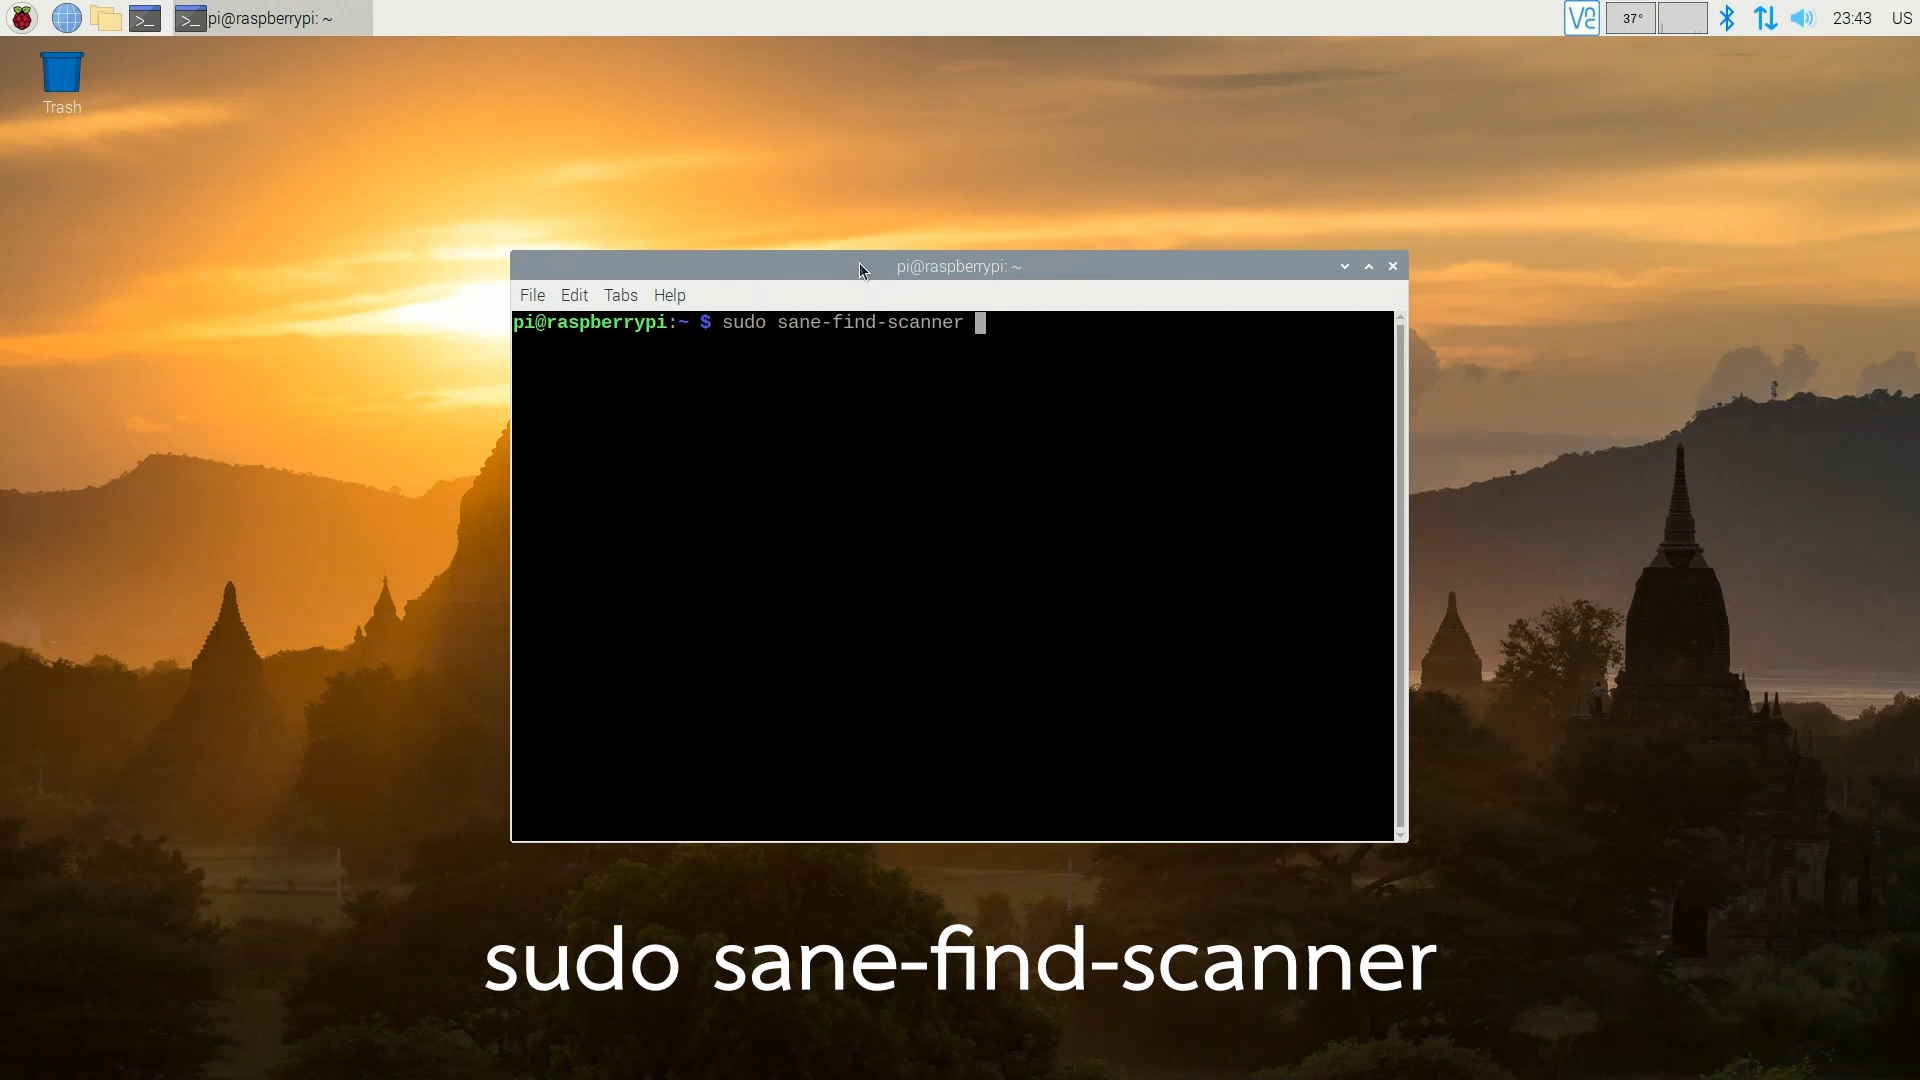 pi@raspberrypi: ~
37°
23:43 US
Trash
pi@raspberrypi: ~
File Edit Tabs Help
pi@raspberrypi:~ $ sudo sane-find-scanner
sudo sane-find-scanner